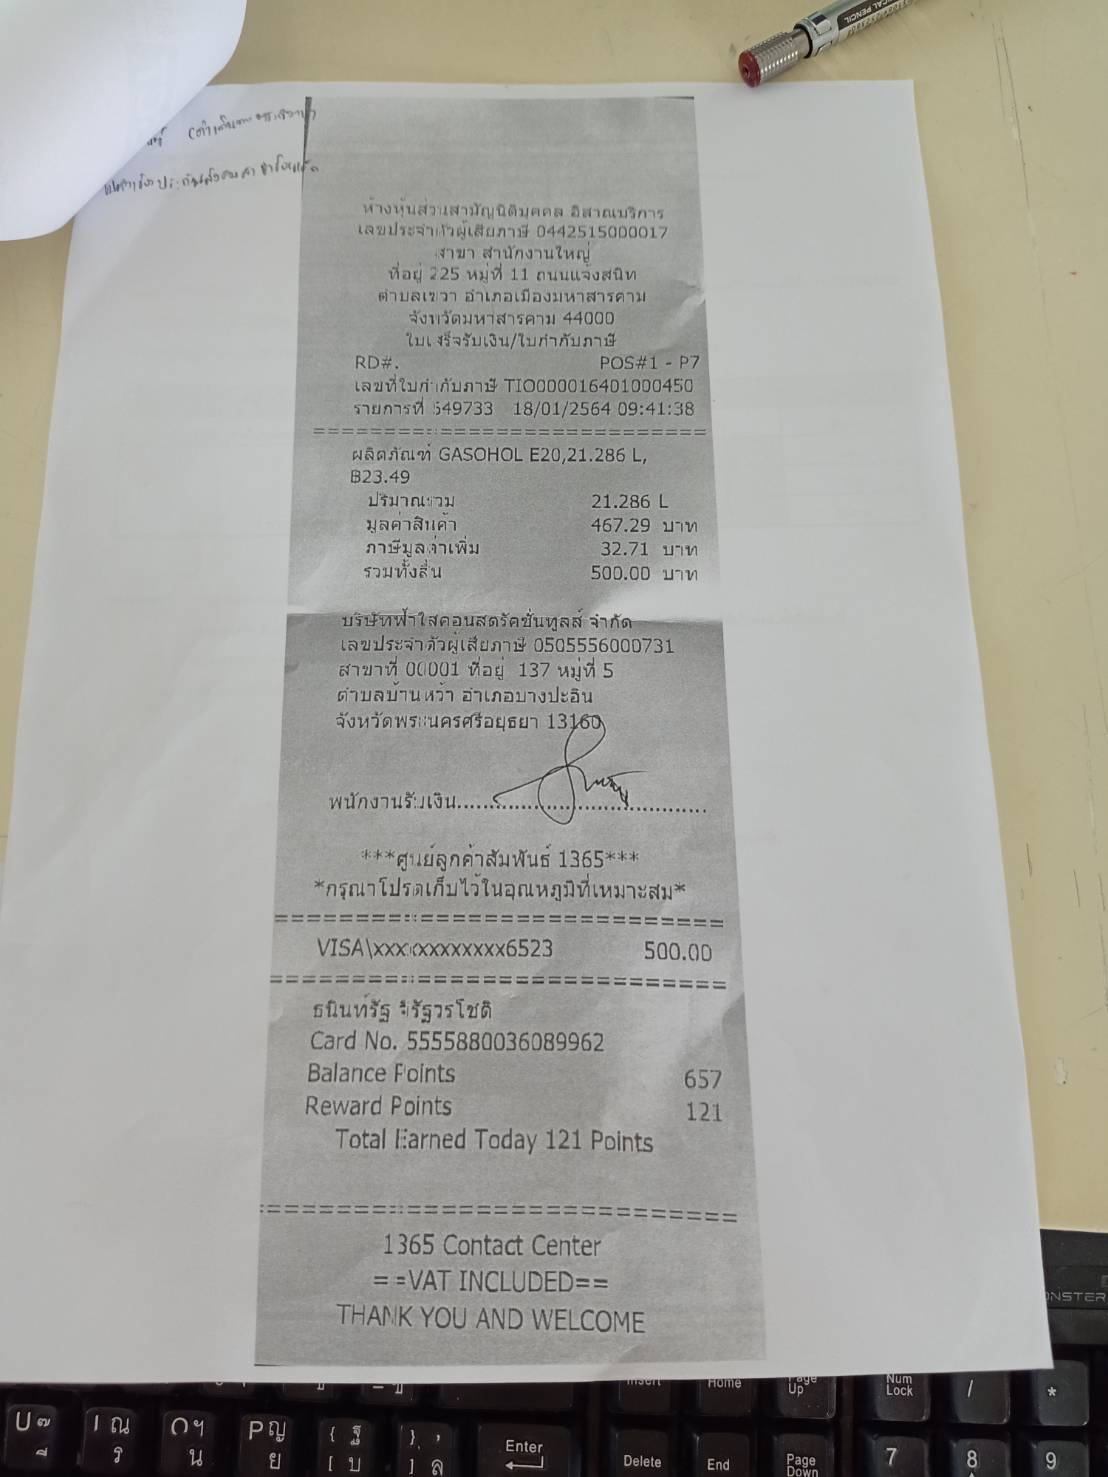 ห้างหุ้นส่วนสามัญนิติบุคคล อิสาณบริการ
เลขประจำตัวผู้เสียภาษี 0442515000017
สาขา สำนักงานใหญ่
ที่อยู่ 225 หมู่ที่ 11 ถนนแจ้งสนิท
ตำบลเขวา อำเภอเมืองมหาสารคาม
จังหวัดมหาสารคาม 44000
ใบเสร็จรับเงิน/ใบกำกับภาษี
RD#. POS#1 - P7
เลขที่ใบกำกับภาษี TIO000016401000450
รายการที่ 549733 18/01/2564 09:41:38
ผลิตภัณฑ์ GASOHOL E20,21.286 L,
฿23.49
ปริมาณรวม 21.286 L
มูลค่าสินค้า 467.29 บาท
ภาษีมูลค่าเพิ่ม 32.71 บาท
รวมทั้งสิ้น 500.00 บาท
บริษัทฟ้าใสคอนสตรัคชั่นทูลส์ จำกัด
เลขประจำตัวผู้เสียภาษี 0505556000731
สาขาที่ 00001 ที่อยู่ 137 หมู่ที่ 5
ตำบลบ้านหว้า อำเภอบางปะอิน
จังหวัดพระนครศรีอยุธยา 13160
พนักงานรับเงิน
***ศูนย์ลูกค้าสัมพันธ์ 1365***
*กรุณาโปรดเก็บไว้ในอุณหภูมิที่เหมาะสม*
VISA\xxxxxxxxxxxx6523 500.00
ธนินท์รัฐ สิรัฐวรโชติ
Card No. 5555880036089962
Balance Points 657
Reward Points 121
Total Earned Today 121 Points
1365 Contact Center
==VAT INCLUDED==
THANK YOU AND WELCOME
Insert Home Page Up Num Lock / *
Enter Delete End Page Down 7 8 9